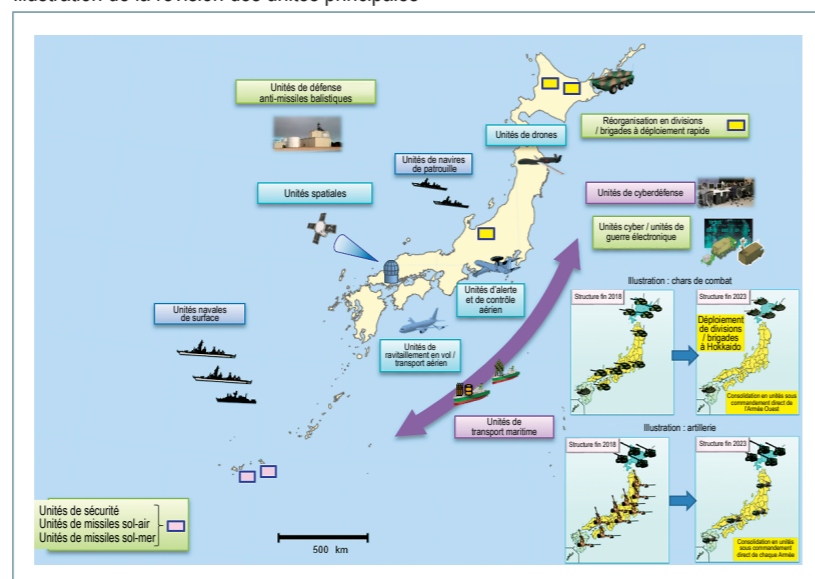 Illustration de la révision des unités principales
Unités de défense
anti-missiles balistiques
Réorganisation en divisions
/ brigades à déploiement rapide
Unités de drones
Unités de navires
de patrouille
Unités spatiales
Unités de cyberdéfense
Unités cyber / unités de
guerre électronique
Unités d'alerte
et de contrôle
aérien
Unités navales
de surface
Unités de
ravitaillement en vol /
transport aérien
Unités de
transport maritime
Illustration : chars de combat
Structure fin 2018
Structure fin 2023
Déploiement
de divisions
/ brigades
à Hokkaido
Consolidation en unités sous
commandement direct de
l'Armée Ouest
Illustration : artillerie
Structure fin 2018
Structure fin 2023
Consolidation en unités
sous commandement
direct de chaque Armée
Unités de sécurité
Unités de missiles sol-air
Unités de missiles sol-mer
500 km